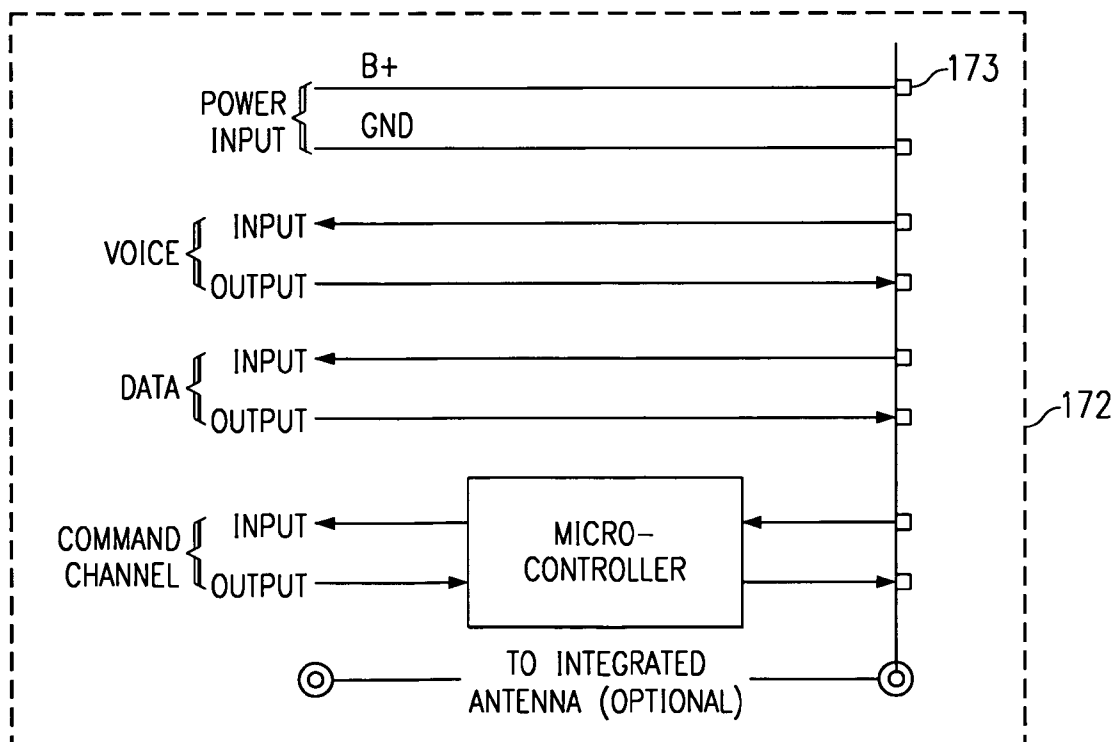 B+
173
POWER
INPUT
GND
VOICE
INPUT
OUTPUT
DATA
INPUT
OUTPUT
172
COMMAND
CHANNEL
INPUT
OUTPUT
MICRO-
CONTROLLER
TO INTEGRATED
ANTENNA (OPTIONAL)